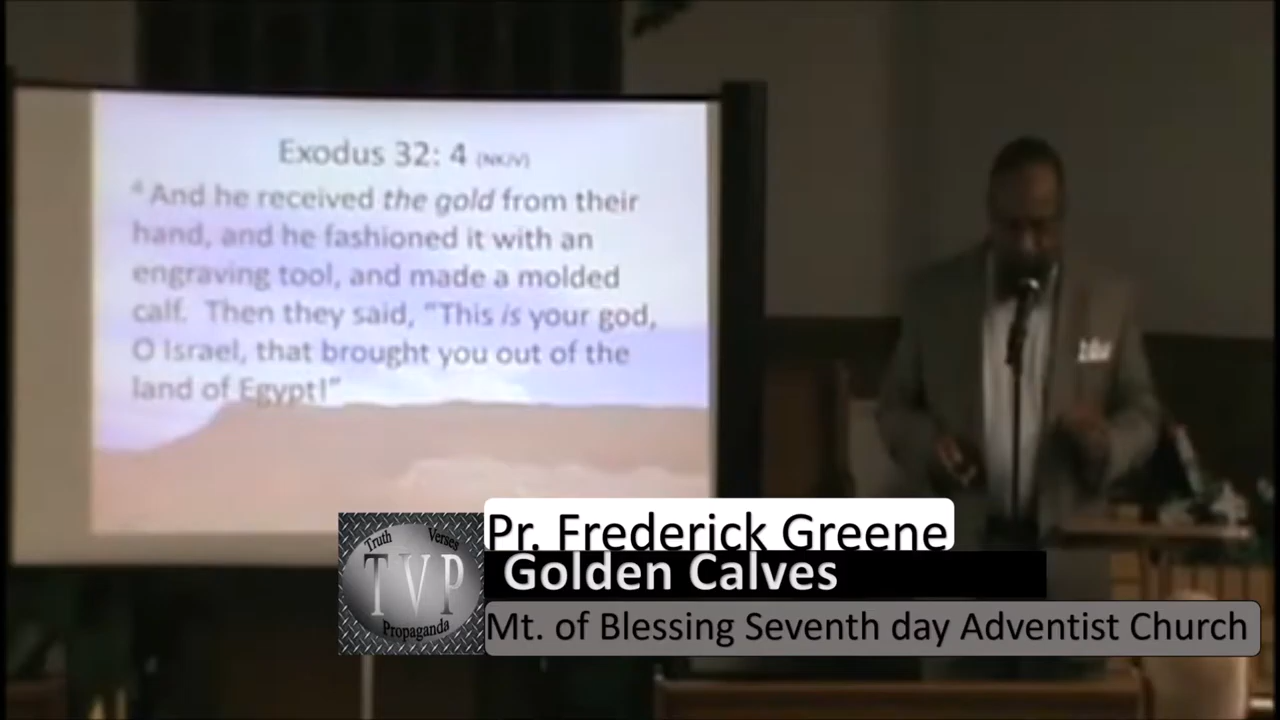 Exodus 32: 4 (NKJV)
4 And he received the gold from their
hand, and he fashioned it with an
engraving tool, and made a molded
calf. Then they said, "This is your god,
O Israel, that brought you out of the
land of Egypt!"
Pr. Frederick Greene
Golden Calves
Mt. of Blessing Seventh day Adventist Church
Truth Verses
TVP
Propaganda